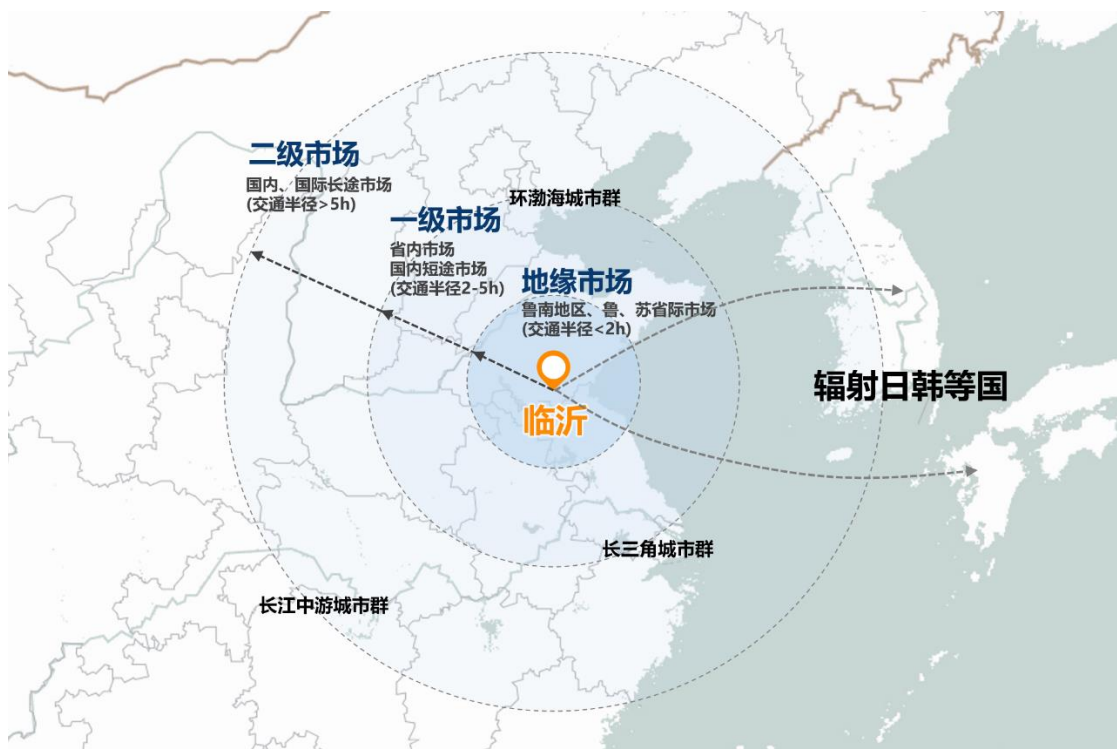 二级市场
国内、国际长途市场
(交通半径>5h)
环渤海城市群
一级市场
省内市场
国内短途市场
(交通半径2-5h)
地缘市场
鲁南地区、鲁、苏省际市场
(交通半径<2h)
临沂
辐射日韩等国
长三角城市群
长江中游城市群